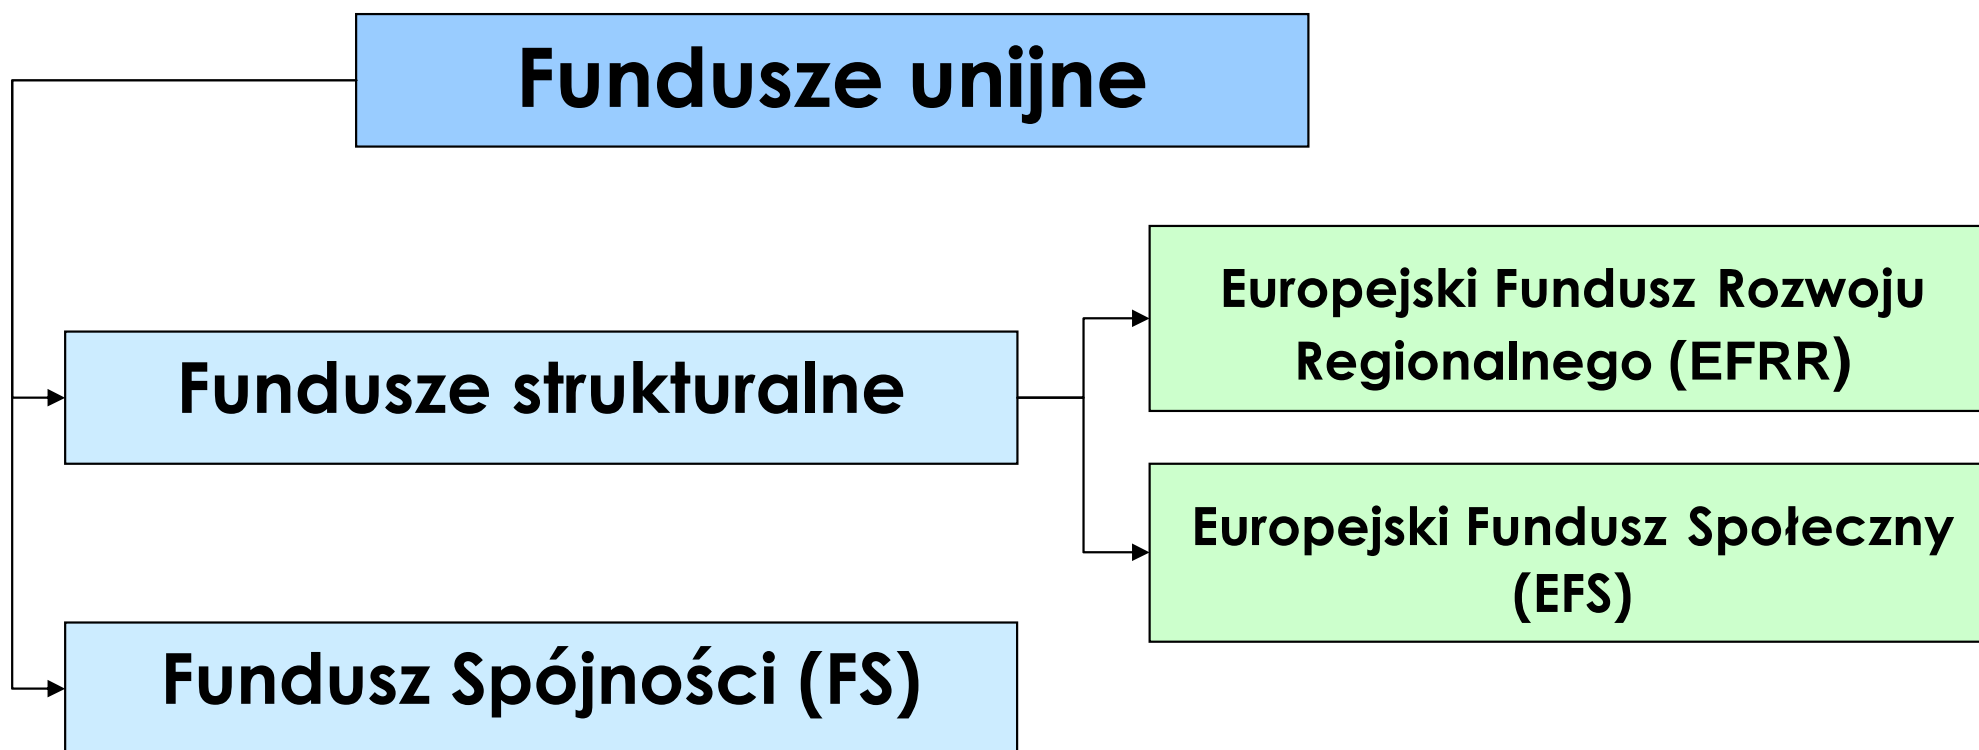 Fundusze unijne
Europejski Fundusz Rozwoju
Regionalnego (EFRR)
Fundusze strukturalne
Europejski Fundusz Społeczny
(EFS)
Fundusz Spójności (FS)